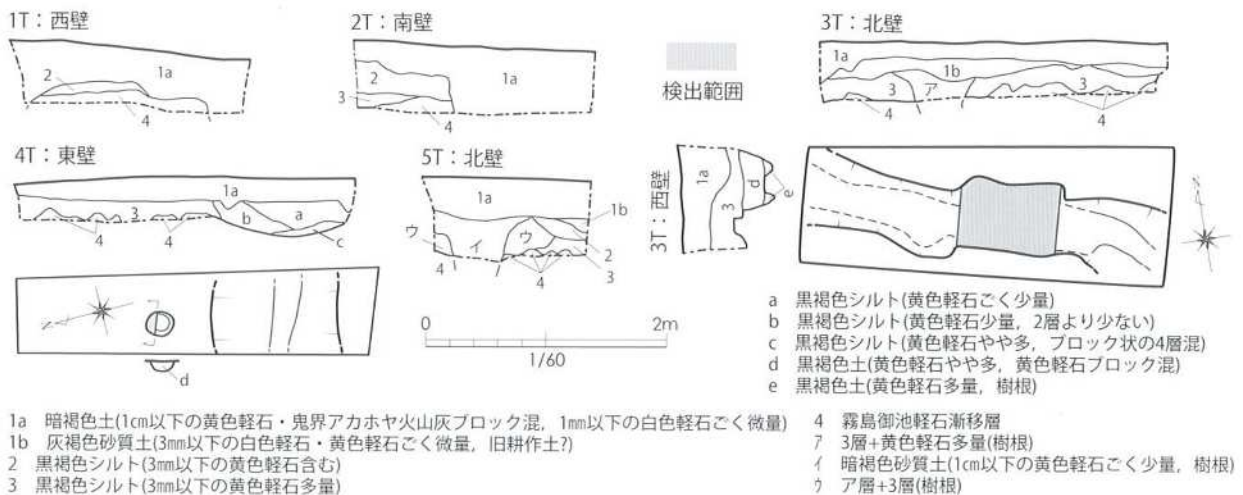 1T：西壁
2T：南壁
3T：北壁
1a
2
4
2
1a
3
4
検出範囲
1a
1b
3
ア
3
4
4
4T：東壁
5T：北壁
3T：西壁
1a
3
b
a
4
4
c
1a
1b
ウ
イ
ウ
2
4
4
3
1a
3
d
e
d
0
2m
1/60
a 黒褐色シルト(黄色軽石ごく少量)
b 黒褐色シルト(黄色軽石少量，2層より少ない)
c 黒褐色シルト(黄色軽石やや多，ブロック状の4層混)
d 黒褐色土(黄色軽石やや多，黄色軽石ブロック混)
e 黒褐色土(黄色軽石多量，樹根)
1a 暗褐色土(1cm以下の黄色軽石・鬼界アカホヤ火山灰ブロック混，1mm以下の白色軽石ごく微量)
1b 灰褐色砂質土(3mm以下の白色軽石・黄色軽石ごく微量，旧耕作土?)
2 黒褐色シルト(3mm以下の黄色軽石含む)
3 黒褐色シルト(3mm以下の黄色軽石多量)
4 霧島御池軽石漸移層
ｱ 3層+黄色軽石多量(樹根)
ｲ 暗褐色砂質土(1cm以下の黄色軽石ごく少量，樹根)
ｳ ア層+3層(樹根)